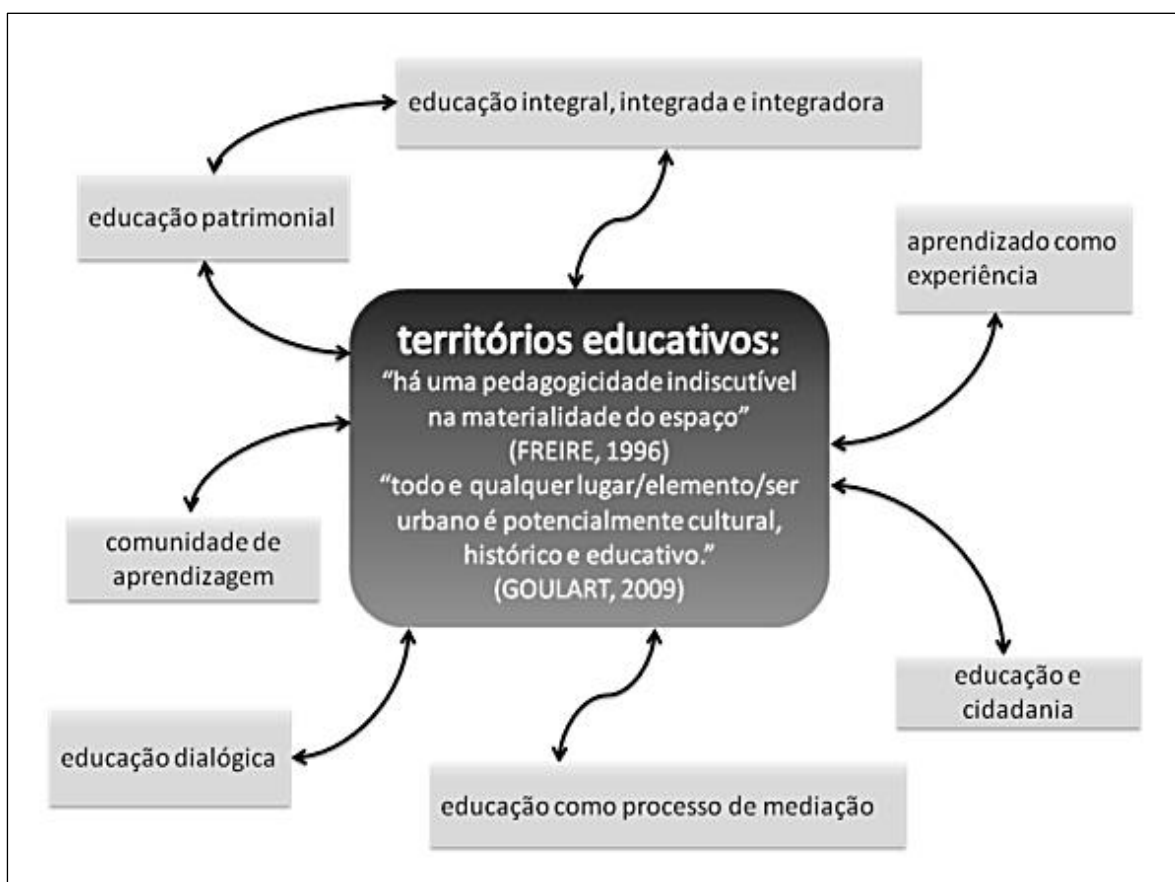 educação integral, integrada e integradora
educação patrimonial
aprendizado como
experiência
territórios educativos:
“há uma pedagogicidade indiscutível
na materialidade do espaço”
(FREIRE, 1996)
“todo e qualquer lugar/elemento/ser
urbano é potencialmente cultural,
histórico e educativo.”
(GOULART, 2009)
comunidade de
aprendizagem
educação e
cidadania
educação dialógica
educação como processo de mediação